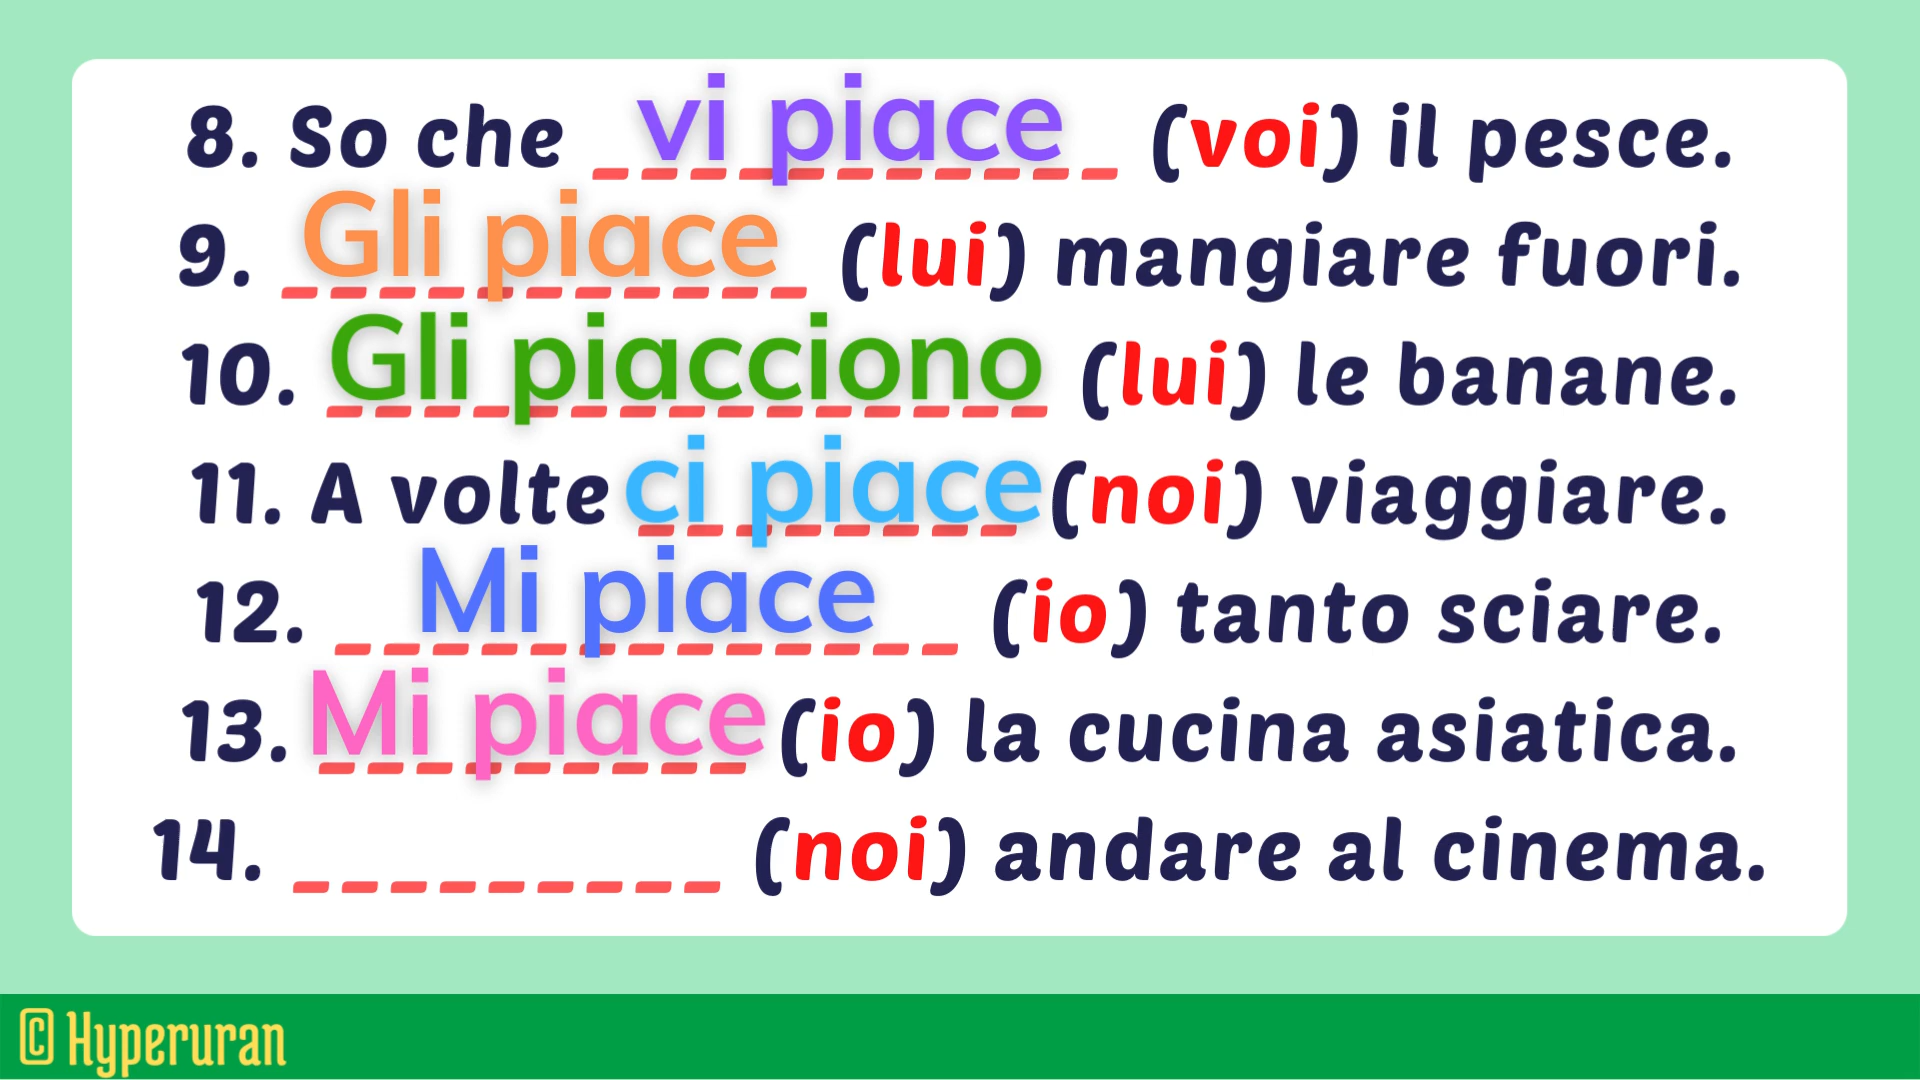 8. So che vi piace (voi) il pesce.
9. Gli piace (lui) mangiare fuori.
10. Gli piacciono (lui) le banane.
11. A volte ci piace (noi) viaggiare.
12. Mi piace (io) tanto sciare.
13. Mi piace (io) la cucina asiatica.
14. _________ (noi) andare al cinema.
© Hyperuran